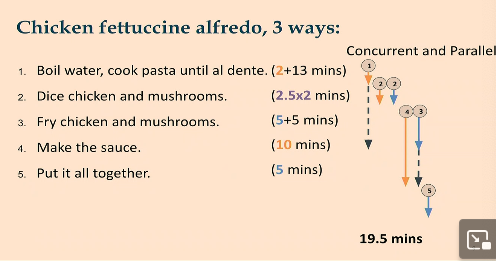 Chicken fettuccine alfredo, 3 ways:
Concurrent and Parallel
1. Boil water, cook pasta until al dente. (2+13 mins)
2. Dice chicken and mushrooms. (2.5x2 mins)
3. Fry chicken and mushrooms. (5+5 mins)
4. Make the sauce. (10 mins)
5. Put it all together. (5 mins)
1
2 2
4 3
5
19.5 mins